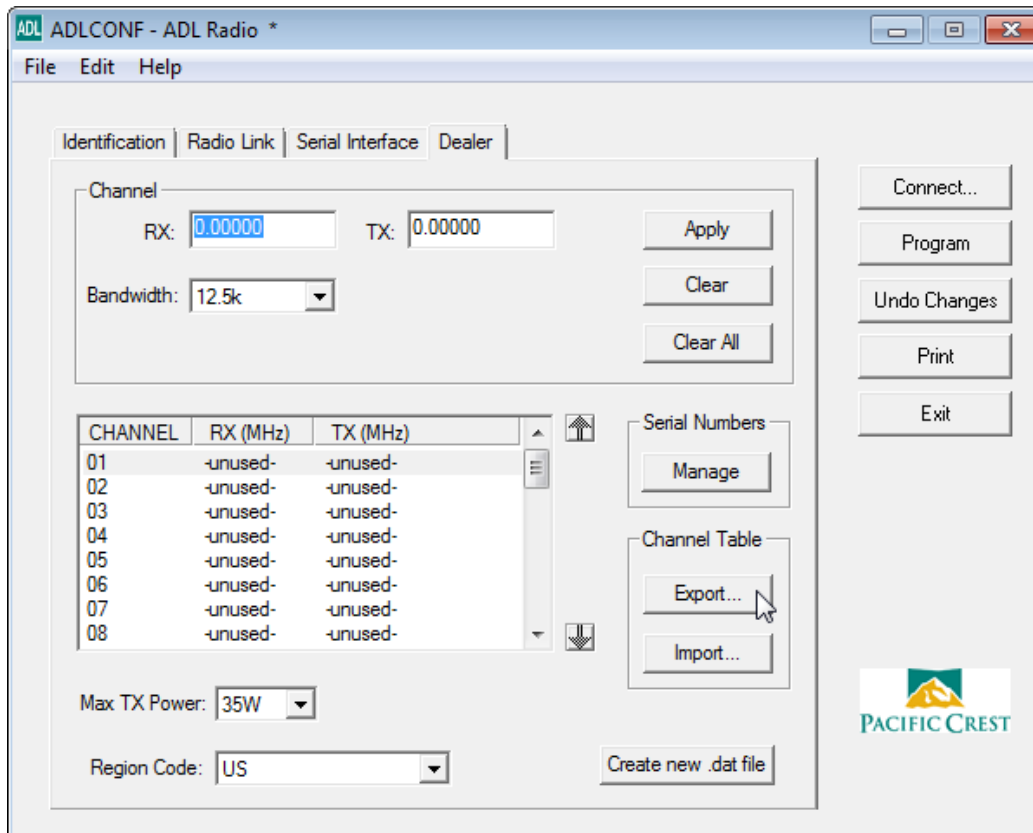 ADL ADLCONF - ADL Radio *
File Edit Help
Identification Radio Link Serial Interface Dealer
Channel
RX: 0.00000 TX: 0.00000 Apply
Bandwidth: 12.5k Clear
Clear All
CHANNEL RX (MHz) TX (MHz)
01 -unused- -unused-
02 -unused- -unused-
03 -unused- -unused-
04 -unused- -unused-
05 -unused- -unused-
06 -unused- -unused-
07 -unused- -unused-
08 -unused- -unused-
Serial Numbers
Manage
Channel Table
Export...
Import...
Max TX Power: 35W
Region Code: US
Create new .dat file
Connect...
Program
Undo Changes
Print
Exit
PACIFIC CREST